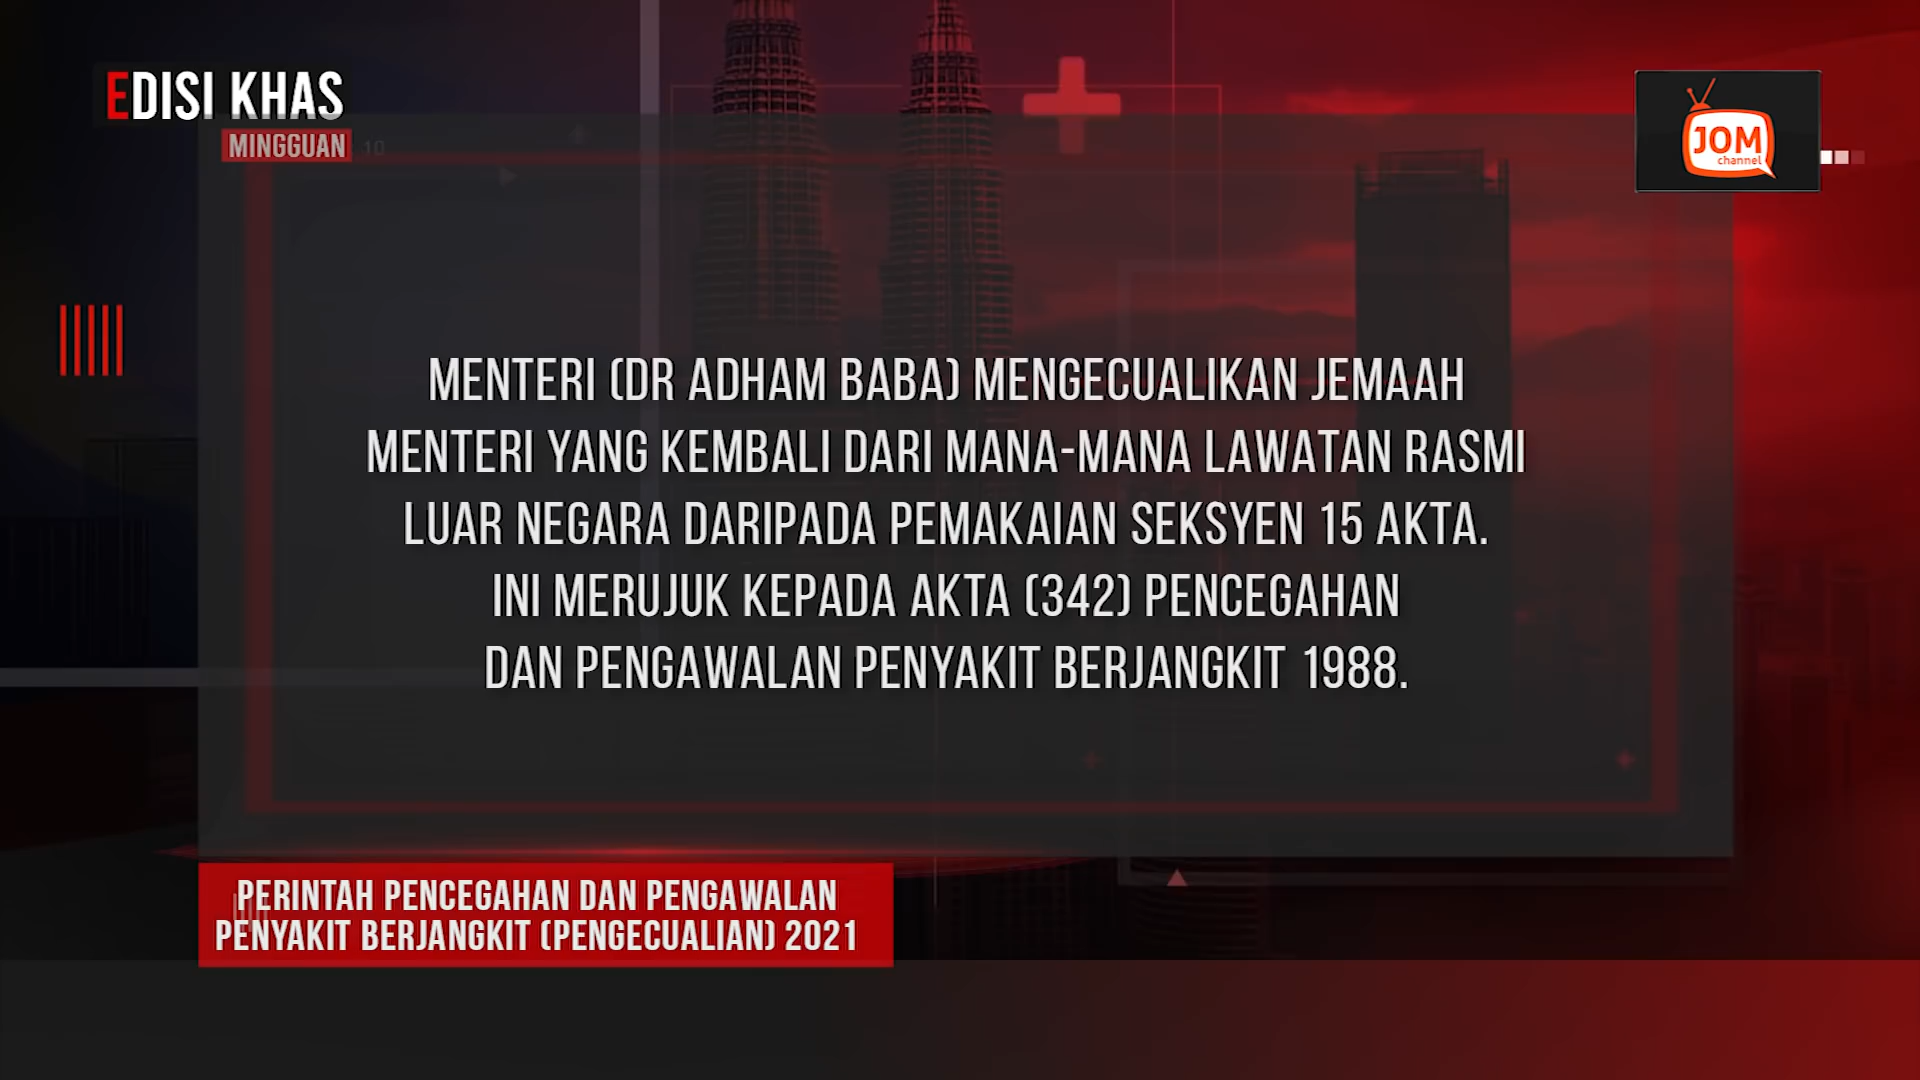 EDISI KHAS
MINGGUAN
10
JOM
channel
MENTERI (DR ADHAM BABA) MENGECUALIKAN JEMAAH
MENTERI YANG KEMBALI DARI MANA-MANA LAWATAN RASMI
LUAR NEGARA DARIPADA PEMAKAIAN SEKSYEN 15 AKTA.
INI MERUJUK KEPADA AKTA (342) PENCEGAHAN
DAN PENGAWALAN PENYAKIT BERJANGKIT 1988.
PERINTAH PENCEGAHAN DAN PENGAWALAN
PENYAKIT BERJANGKIT (PENGECUALIAN) 2021